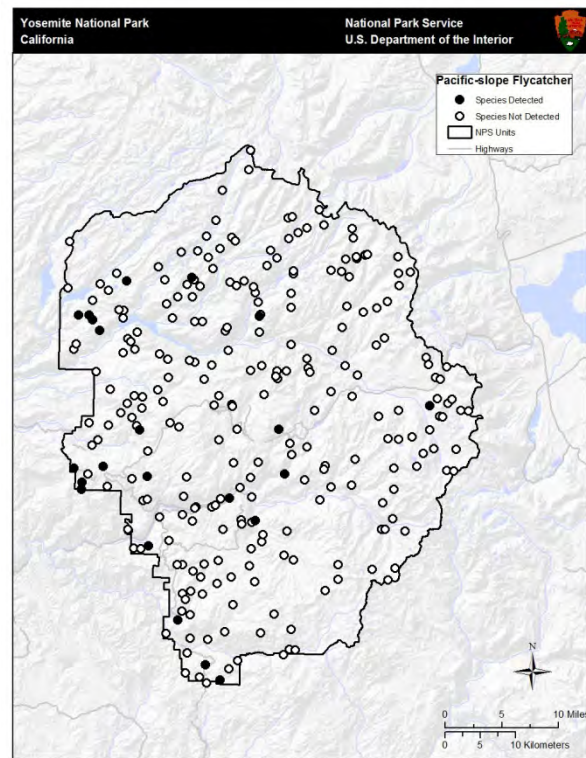 Yosemite National Park
California
National Park Service
U.S. Department of the Interior
Pacific-slope Flycatcher
Species Detected
Species Not Detected
NPS Units
Highways
N
0 5 10 Miles
0 5 10 Kilometers